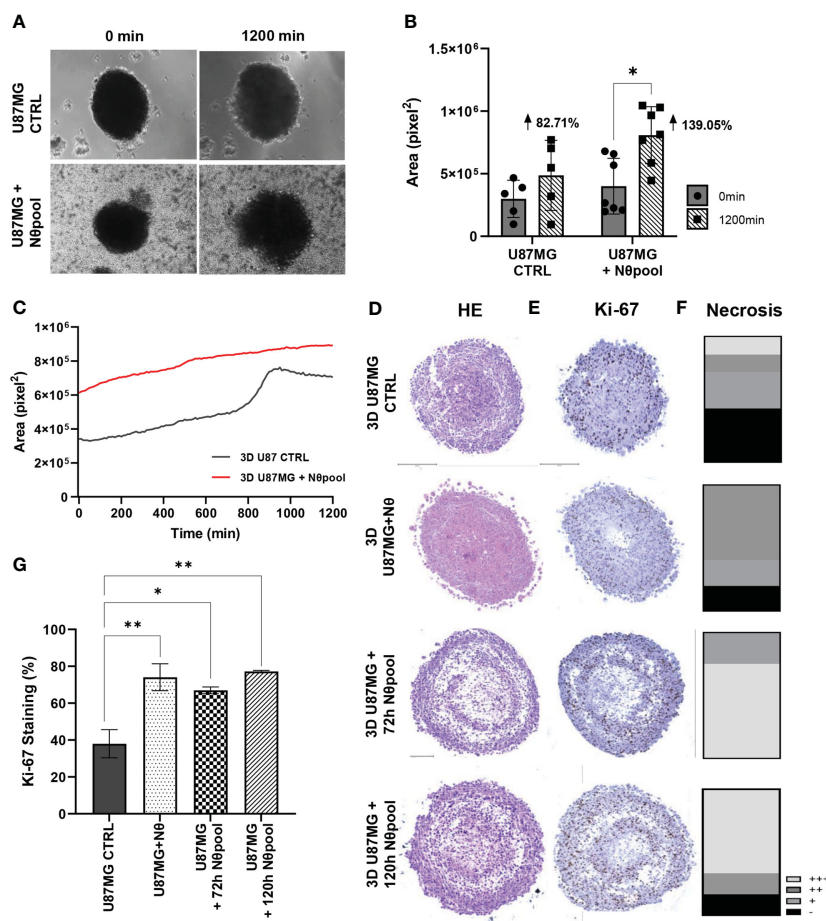 A
0 min
1200 min
U87MG
CTRL
U87MG +
Nθpool
B
Area (pixel²)
1.5×10⁶
1×10⁶
5×10⁵
0
82.71%
*
139.05%
0min
1200min
U87MG
CTRL
U87MG
+ Nθpool
C
Area (pixel²)
1×10⁶
8×10⁵
6×10⁵
4×10⁵
2×10⁵
0
3D U87 CTRL
3D U87MG + Nθpool
0 200 400 600 800 1000 1200
Time (min)
D
HE
E
Ki-67
F
Necrosis
3D U87MG
CTRL
3D
U87MG+Nθ
3D U87MG +
72h Nθpool
3D U87MG +
120h Nθpool
+++
++
+
-
G
**
*
**
Ki-67 Staining (%)
100
80
60
40
20
0
U87MG CTRL
U87MG+Nθ
U87MG
+ 72h Nθpool
U87MG
+ 120h Nθpool